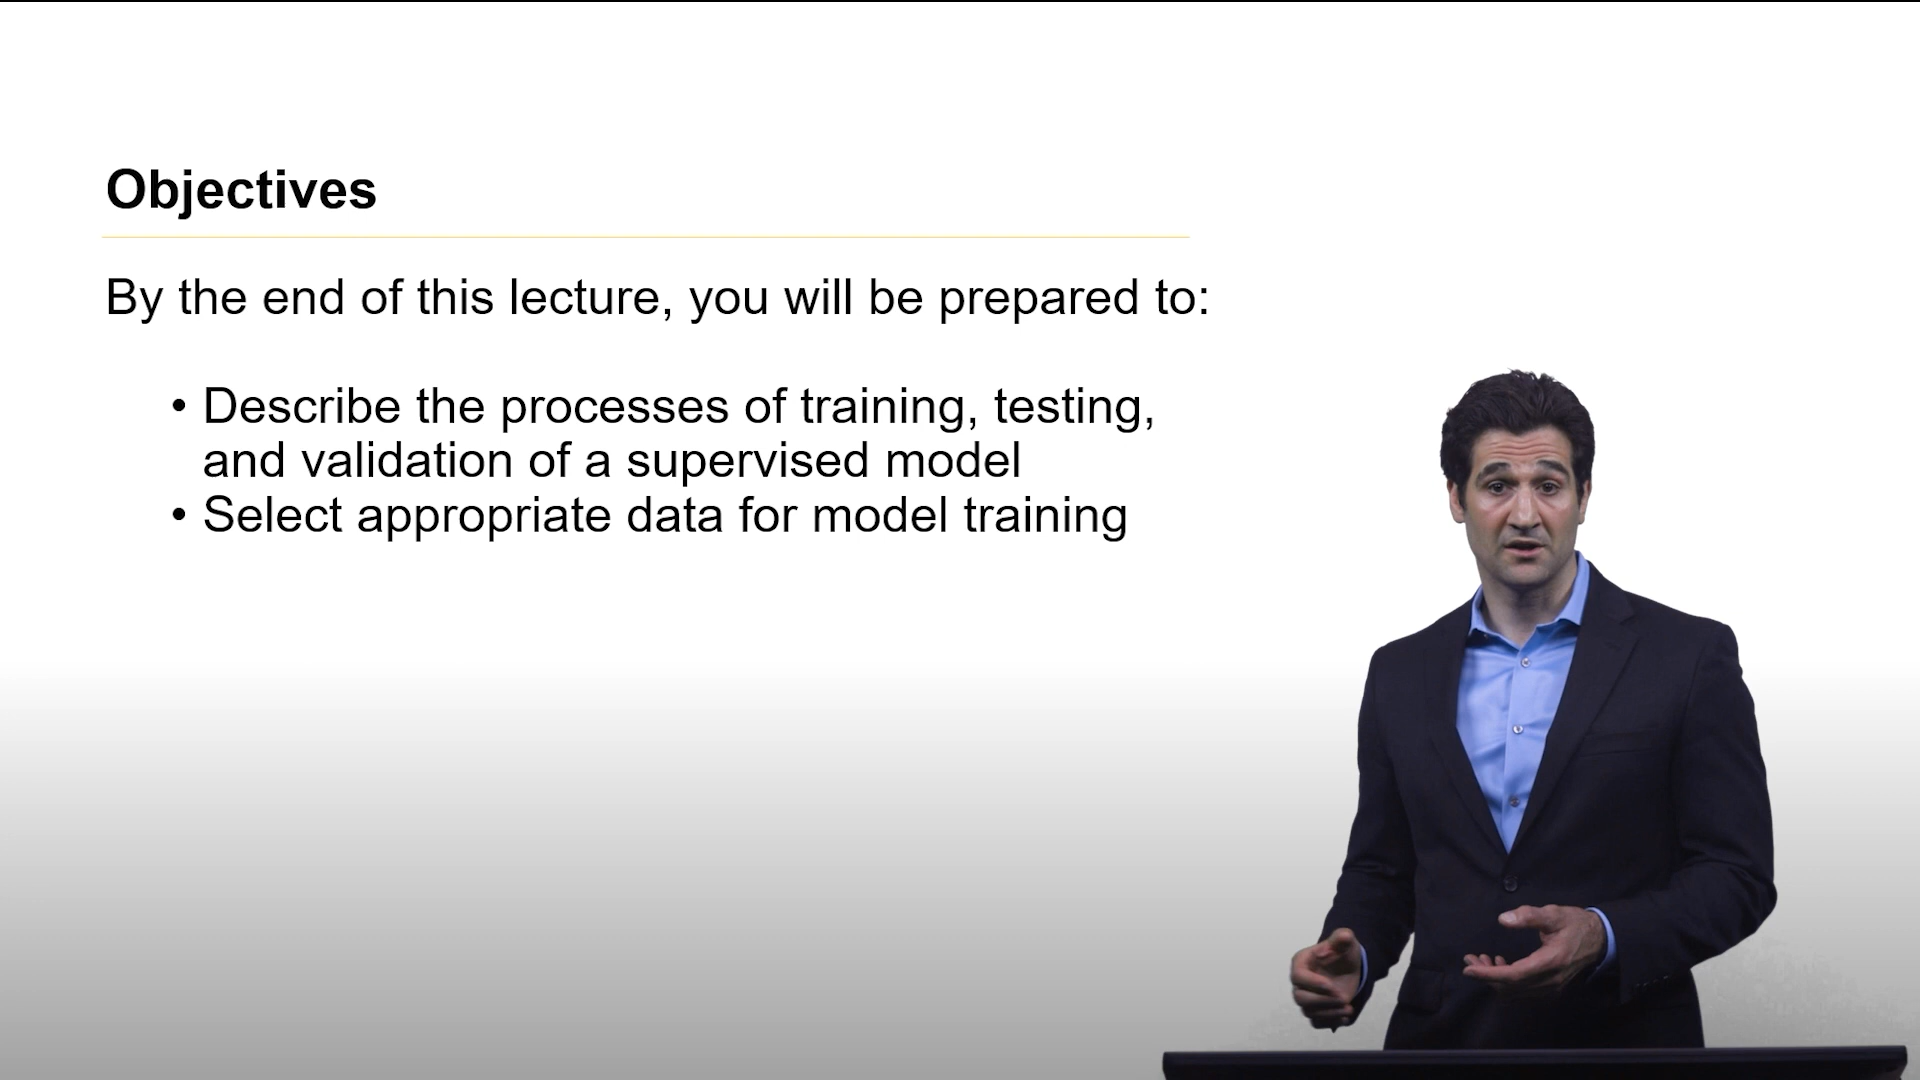 Objectives
By the end of this lecture, you will be prepared to:
• Describe the processes of training, testing,
and validation of a supervised model
• Select appropriate data for model training